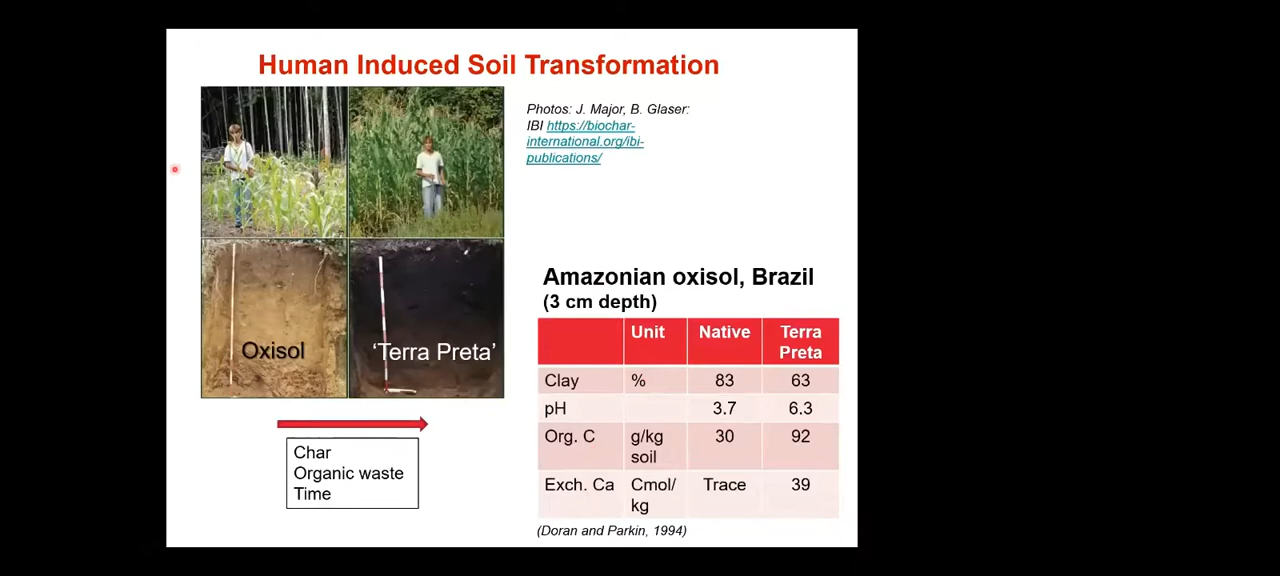 Human Induced Soil Transformation
Photos: J. Major, B. Glaser:
IBI https://biochar-
international.org/ibi-
publications/
Oxisol
‘Terra Preta’
Char
Organic waste
Time
Amazonian oxisol, Brazil
(3 cm depth)
Unit Native Terra
Preta
Clay % 83 63
pH 3.7 6.3
Org. C g/kg 30 92
soil
Exch. Ca Cmol/ Trace 39
kg
(Doran and Parkin, 1994)